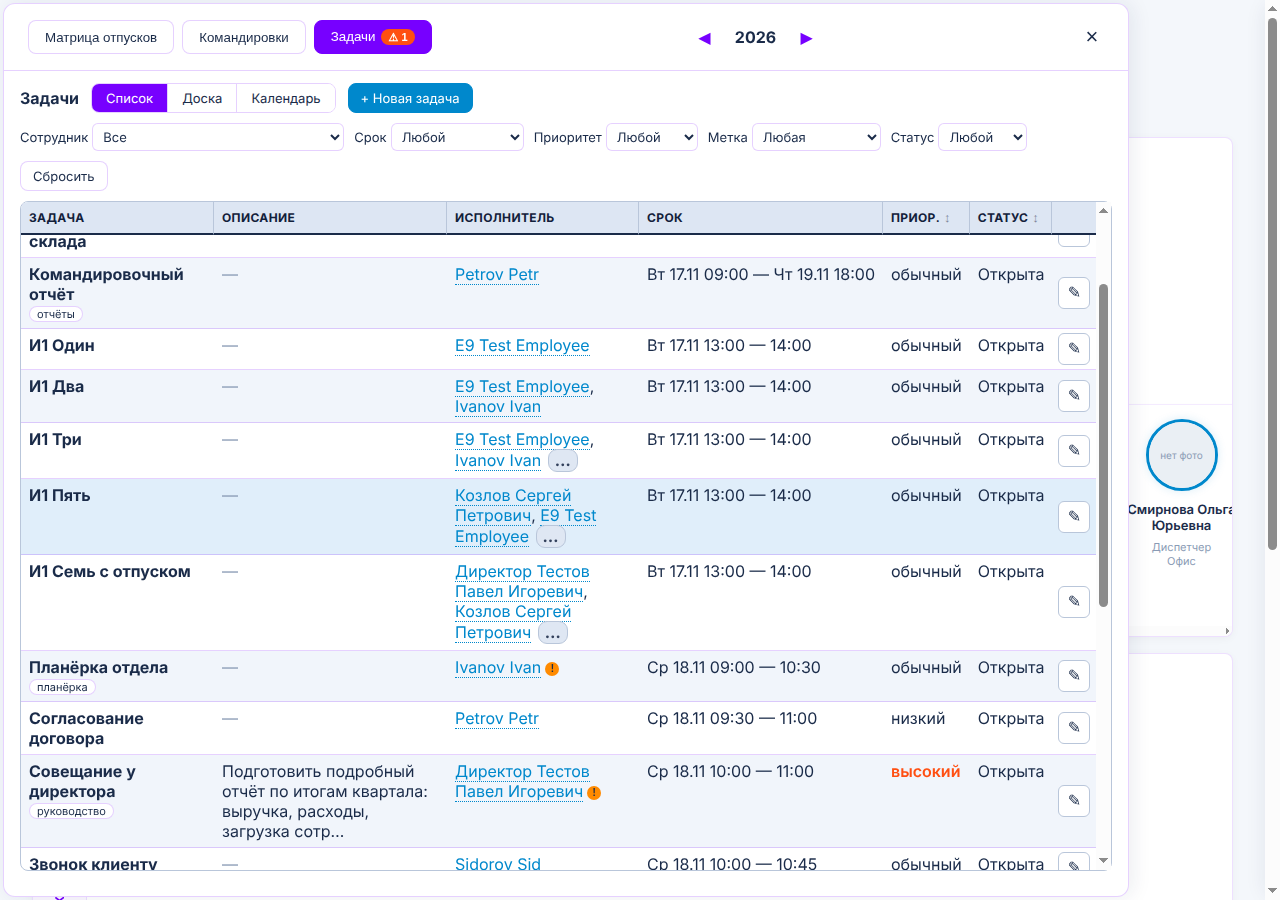 Матрица отпусков Командировки Задачи ⚠ 1 ◀ 2026 ▶ ×
Задачи Список Доска Календарь + Новая задача
Сотрудник Все Срок Любой Приоритет Любой Метка Любая Статус Любой
Сбросить
ЗАДАЧА ОПИСАНИЕ ИСПОЛНИТЕЛЬ СРОК ПРИОР. ↕ СТАТУС ↕
склада
Командировочный — Petrov Petr Вт 17.11 09:00 — Чт 19.11 18:00 обычный Открыта ✎
отчёт
отчёты
И1 Один — E9 Test Employee Вт 17.11 13:00 — 14:00 обычный Открыта ✎
И1 Два — E9 Test Employee, Вт 17.11 13:00 — 14:00 обычный Открыта ✎
Ivanov Ivan
И1 Три — E9 Test Employee, Вт 17.11 13:00 — 14:00 обычный Открыта ✎
Ivanov Ivan ...
И1 Пять — Козлов Сергей Вт 17.11 13:00 — 14:00 обычный Открыта ✎
Петрович, E9 Test
Employee ...
И1 Семь с отпуском — Директор Тестов Вт 17.11 13:00 — 14:00 обычный Открыта ✎
Павел Игоревич,
Козлов Сергей
Петрович ...
Планёрка отдела — Ivanov Ivan ! Ср 18.11 09:00 — 10:30 обычный Открыта ✎
планёрка
Согласование — Petrov Petr Ср 18.11 09:30 — 11:00 низкий Открыта ✎
договора
Совещание у Подготовить подробный Директор Тестов Ср 18.11 10:00 — 11:00 высокий Открыта ✎
директора отчёт по итогам квартала: Павел Игоревич !
руководство выручка, расходы,
загрузка сотр...
Звонок клиенту — Sidorov Sid Ср 18.11 10:00 — 10:45 обычный Открыта ✎
нет фото
Смирнова Ольга
Юрьевна
Диспетчер
Офис